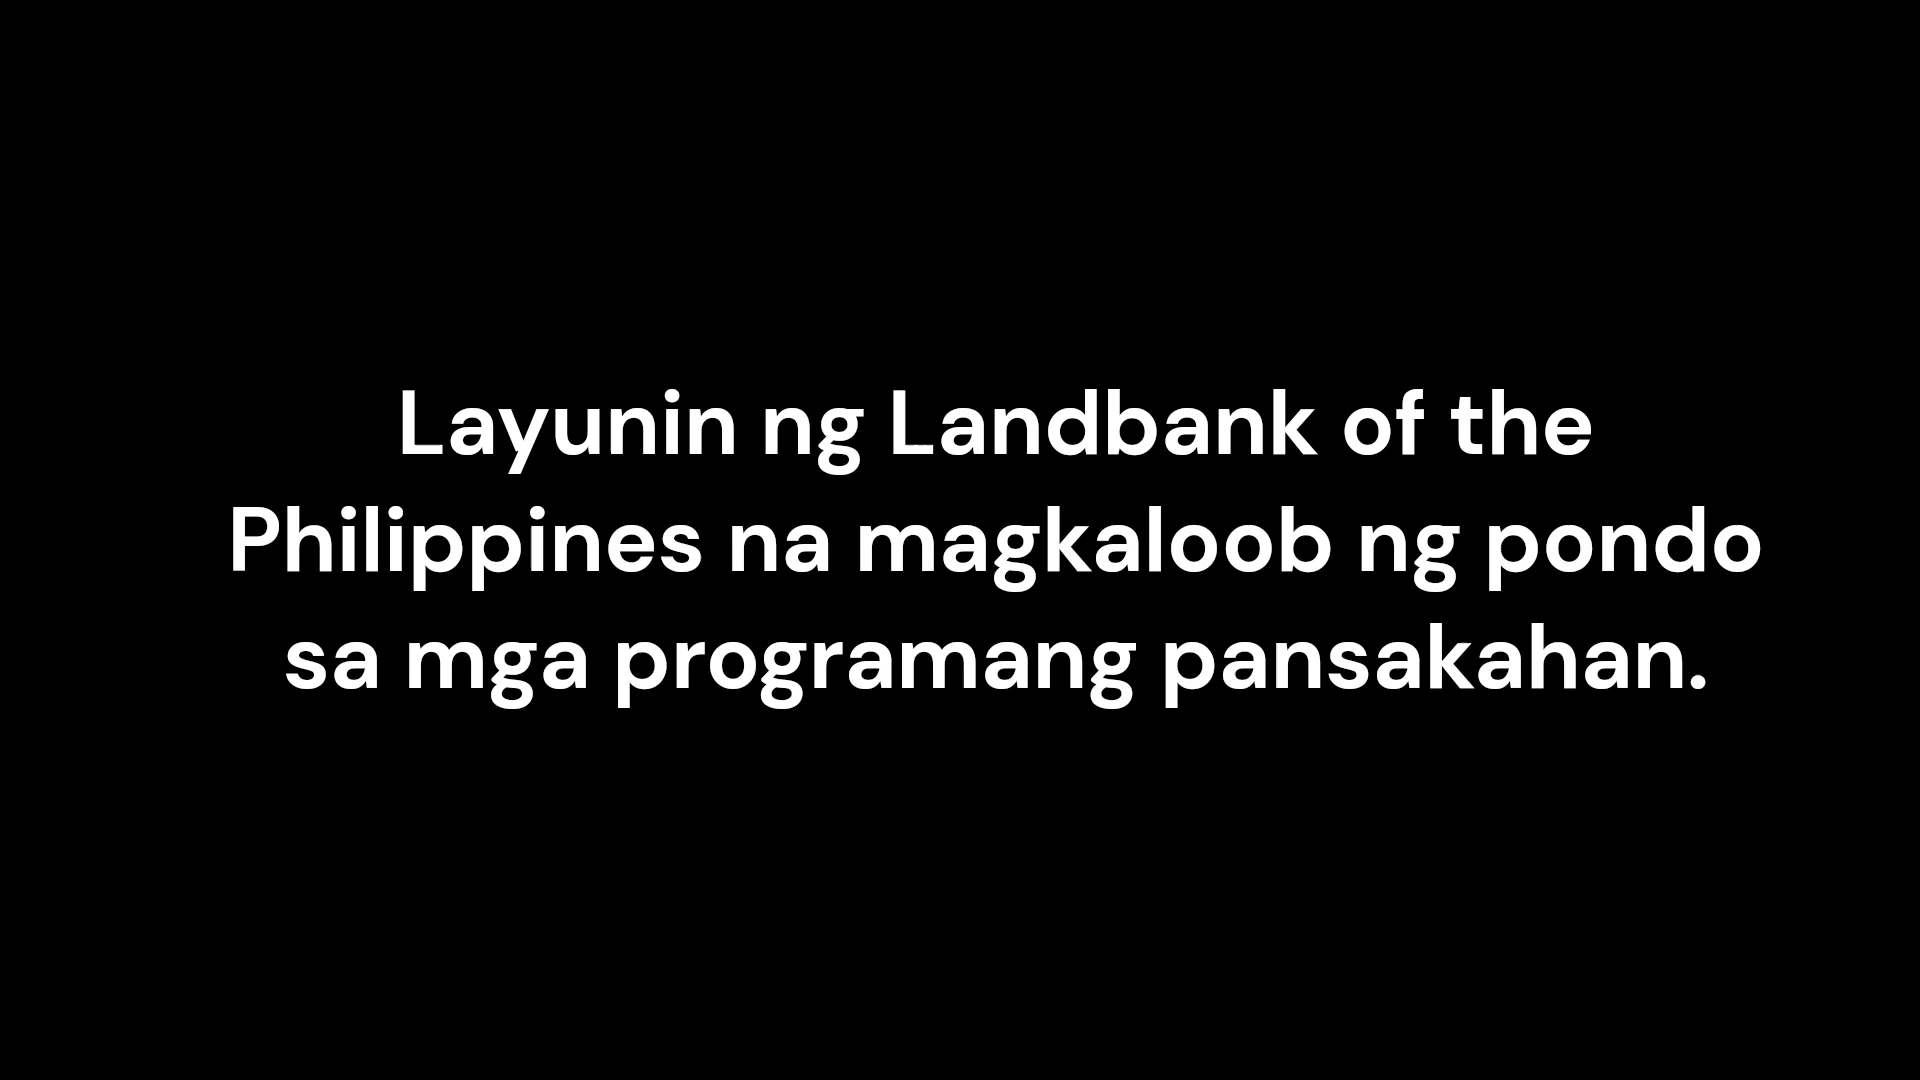 Layunin ng Landbank of the
Philippines na magkaloob ng pondo
sa mga programang pansakahan.